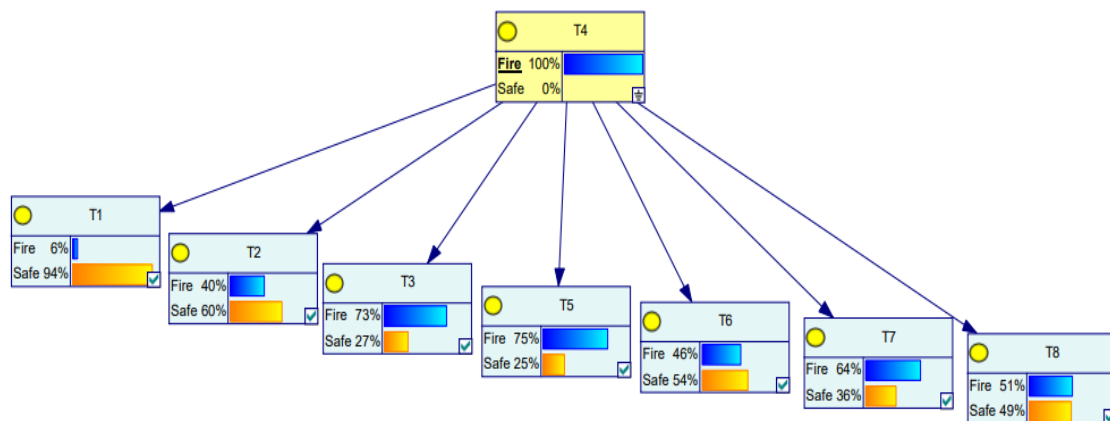 T4
Fire 100%
Safe 0%
T1
Fire 6%
Safe 94%
T2
Fire 40%
Safe 60%
T3
Fire 73%
Safe 27%
T5
Fire 75%
Safe 25%
T6
Fire 46%
Safe 54%
T7
Fire 64%
Safe 36%
T8
Fire 51%
Safe 49%